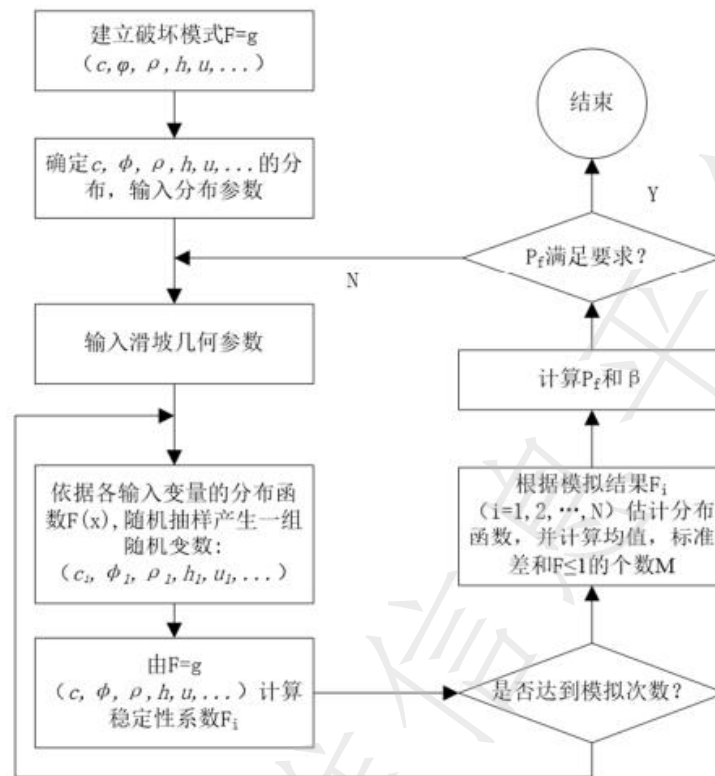 建立破坏模式F=g
(c,φ,ρ,h,u,...)
确定c, ϕ, ρ,h,u,...的分
布，输入分布参数
输入滑坡几何参数
依据各输入变量的分布函
数F(x),随机抽样产生一组
随机变数：
(c₁,ϕ₁,ρ₁,h₁,u₁,...)
由F=g
(c, ϕ, ρ,h,u,...) 计算
稳定性系数Fᵢ
是否达到模拟次数？
根据模拟结果Fᵢ
(i=1,2,…,N) 估计分布
函数，并计算均值，标准
差和F≤1的个数M
计算P_f和β
P_f满足要求？
N
Y
结束